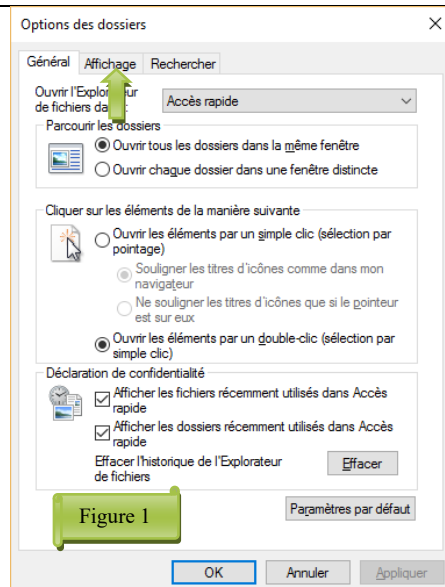 Options des dossiers
Général Affichage Rechercher
Ouvrir l'Explorateur
de fichiers dans :
Accès rapide
Parcourir les dossiers
Ouvrir tous les dossiers dans la même fenêtre
Ouvrir chaque dossier dans une fenêtre distincte
Cliquer sur les éléments de la manière suivante
Ouvrir les éléments par un simple clic (sélection par
pointage)
Souligner les titres d'icônes comme dans mon
navigateur
Ne souligner les titres d'icônes que si le pointeur
est sur eux
Ouvrir les éléments par un double-clic (sélection par
simple clic)
Déclaration de confidentialité
Afficher les fichiers récemment utilisés dans Accès
rapide
Afficher les dossiers récemment utilisés dans Accès
rapide
Effacer l'historique de l'Explorateur
de fichiers
Effacer
Figure 1
Paramètres par défaut
OK Annuler Appliquer